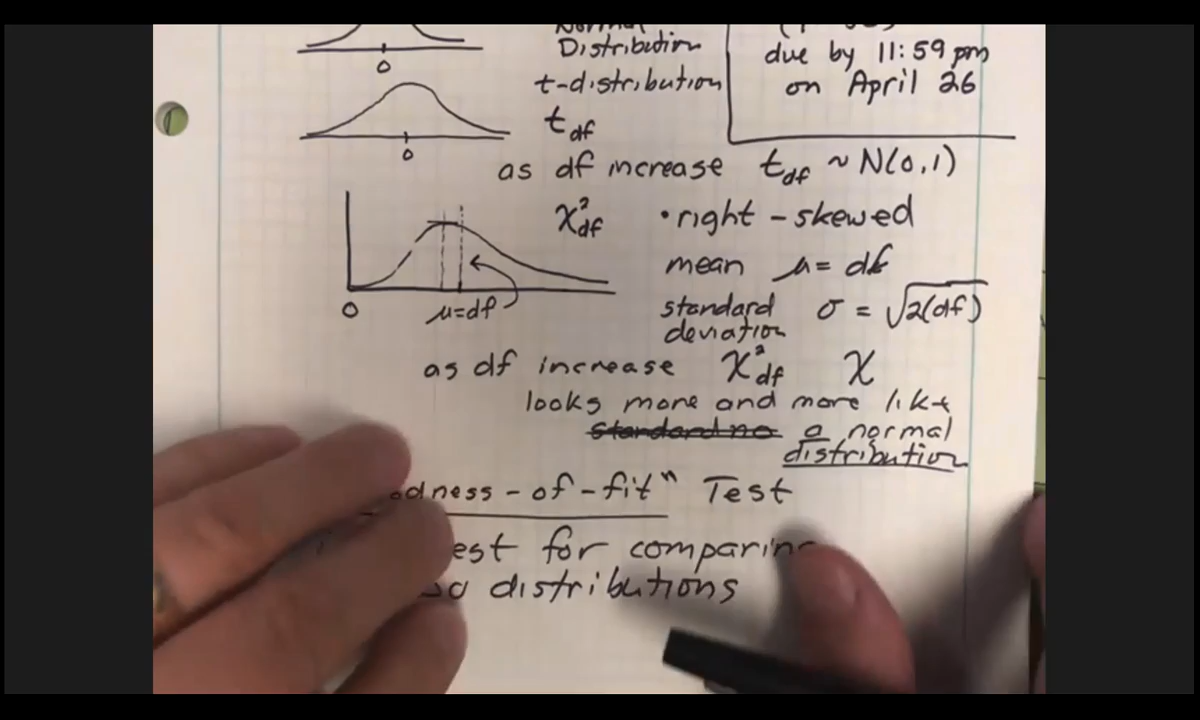 Distribution
due by 11:59 pm
0
t-distribution
on April 26
t_df
0
as df increase t_df ~ N(0,1)
χ²_df • right-skewed
mean μ = df
0
μ=df
standard deviation σ = √2(df)
as df increase χ²_df χ
looks more and more like
a normal
distribution
-of-fit" Test
for comparing
distributions